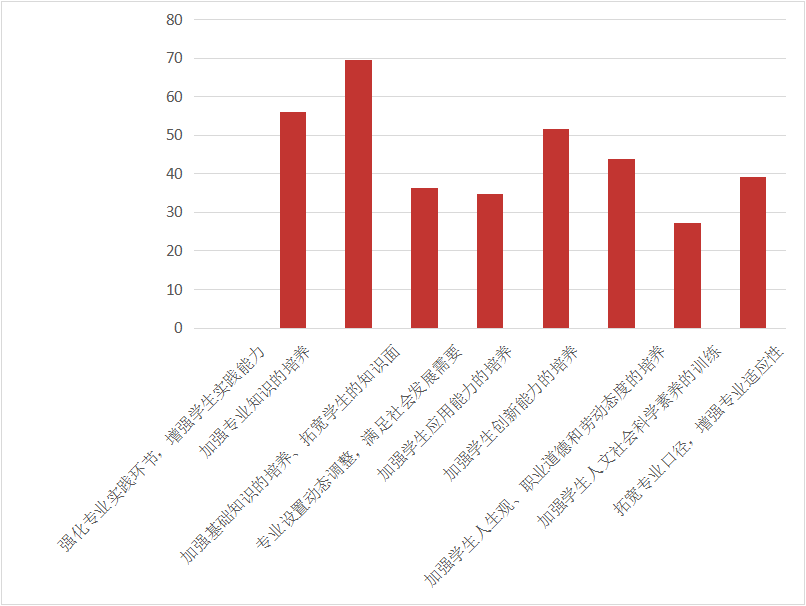 80
70
60
50
40
30
20
10
0
强化专业实践环节，增强学生实践能力
加强专业知识的培养
加强基础知识的培养、拓宽学生的知识面
专业设置动态调整，满足社会发展需要
加强学生应用能力的培养
加强学生创新能力的培养
加强学生人生观、职业道德和劳动态度的培养
加强学生人文社会科学素养的训练
拓宽专业口径，增强专业适应性